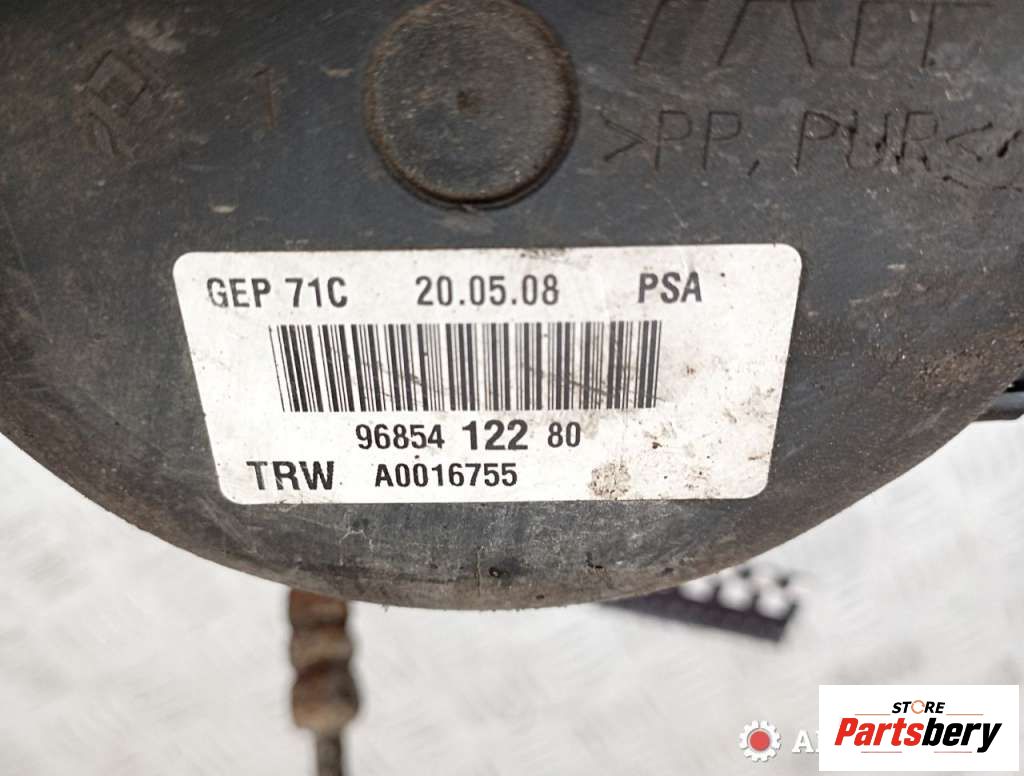 >PP, PUR<
GEP 71C 20.05.08 PSA
96854 122 80
TRW A0016755
STORE
Partsbery